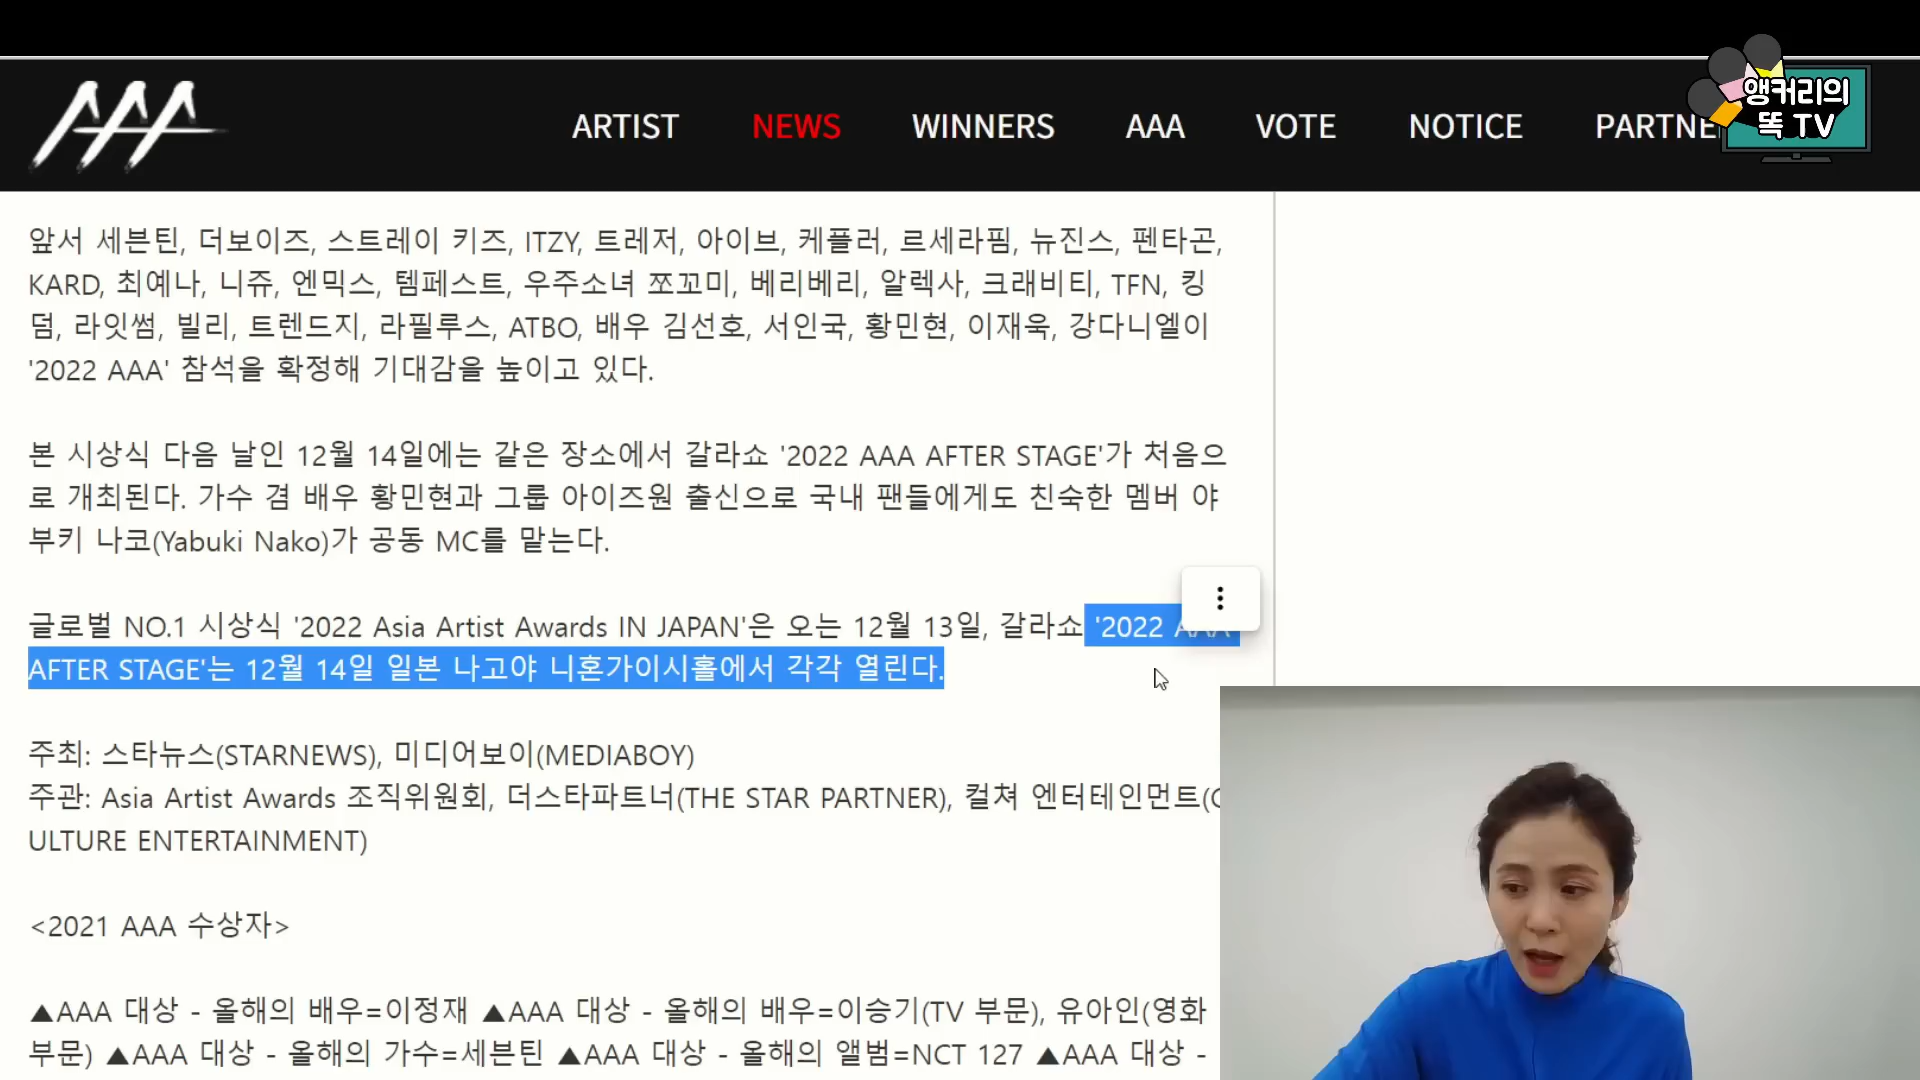 AAA
ARTIST NEWS WINNERS AAA VOTE NOTICE PARTNE
앵커리의
똑 TV
앞서 세븐틴, 더보이즈, 스트레이 키즈, ITZY, 트레저, 아이브, 케플러, 르세라핌, 뉴진스, 펜타곤,
KARD, 최예나, 니쥬, 엔믹스, 템페스트, 우주소녀 쪼꼬미, 베리베리, 알렉사, 크래비티, TFN, 킹
덤, 라잇썸, 빌리, 트렌드지, 라필루스, ATBO, 배우 김선호, 서인국, 황민현, 이재욱, 강다니엘이
'2022 AAA' 참석을 확정해 기대감을 높이고 있다.
본 시상식 다음 날인 12월 14일에는 같은 장소에서 갈라쇼 '2022 AAA AFTER STAGE'가 처음으
로 개최된다. 가수 겸 배우 황민현과 그룹 아이즈원 출신으로 국내 팬들에게도 친숙한 멤버 야
부키 나코(Yabuki Nako)가 공동 MC를 맡는다.
글로벌 NO.1 시상식 '2022 Asia Artist Awards IN JAPAN'은 오는 12월 13일, 갈라쇼 '2022 AAA
AFTER STAGE'는 12월 14일 일본 나고야 니혼가이시홀에서 각각 열린다.
주최: 스타뉴스(STARNEWS), 미디어보이(MEDIABOY)
주관: Asia Artist Awards 조직위원회, 더스타파트너(THE STAR PARTNER), 컬쳐 엔터테인먼트(C
ULTURE ENTERTAINMENT)
<2021 AAA 수상자>
▲AAA 대상 - 올해의 배우=이정재 ▲AAA 대상 - 올해의 배우=이승기(TV 부문), 유아인(영화
부문) ▲AAA 대상 - 올해의 가수=세븐틴 ▲AAA 대상 - 올해의 앨범=NCT 127 ▲AAA 대상 -